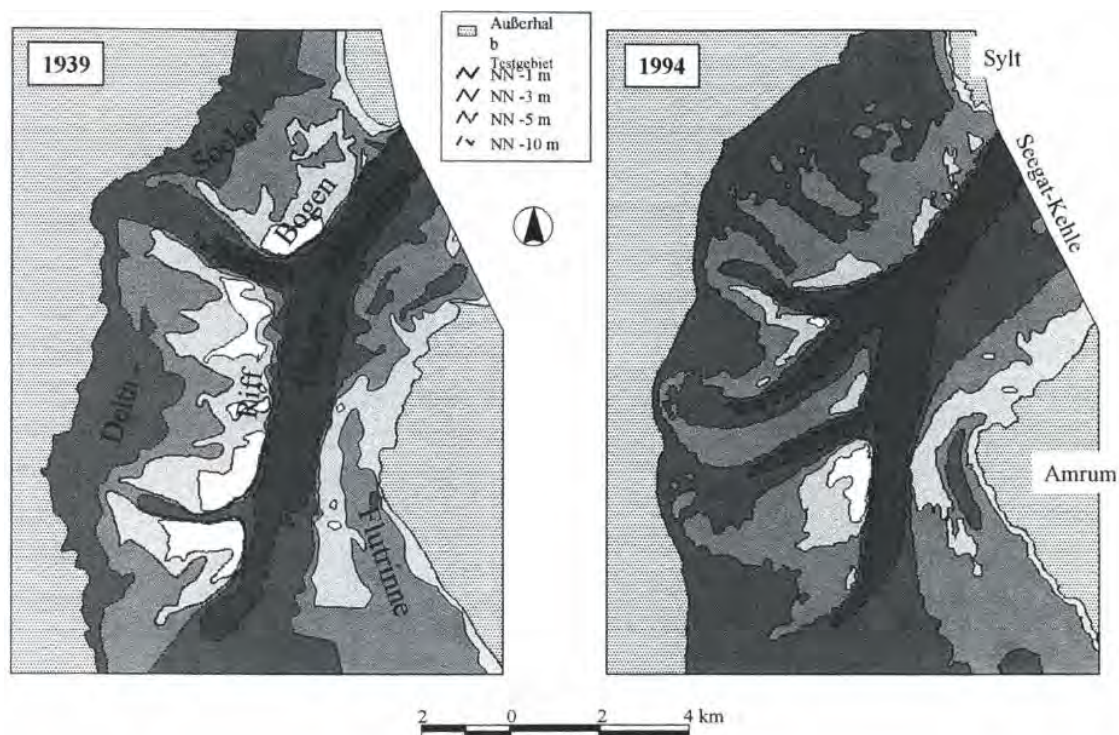 1939
Außerhal
b
Testgebiet
NN -1 m
NN -3 m
NN -5 m
NN -10 m
1994
Sylt
Seegat-Kehle
Sockel
Bogen
Delta -
Riff
Flutrinne
Amrum
2 0 2 4 km